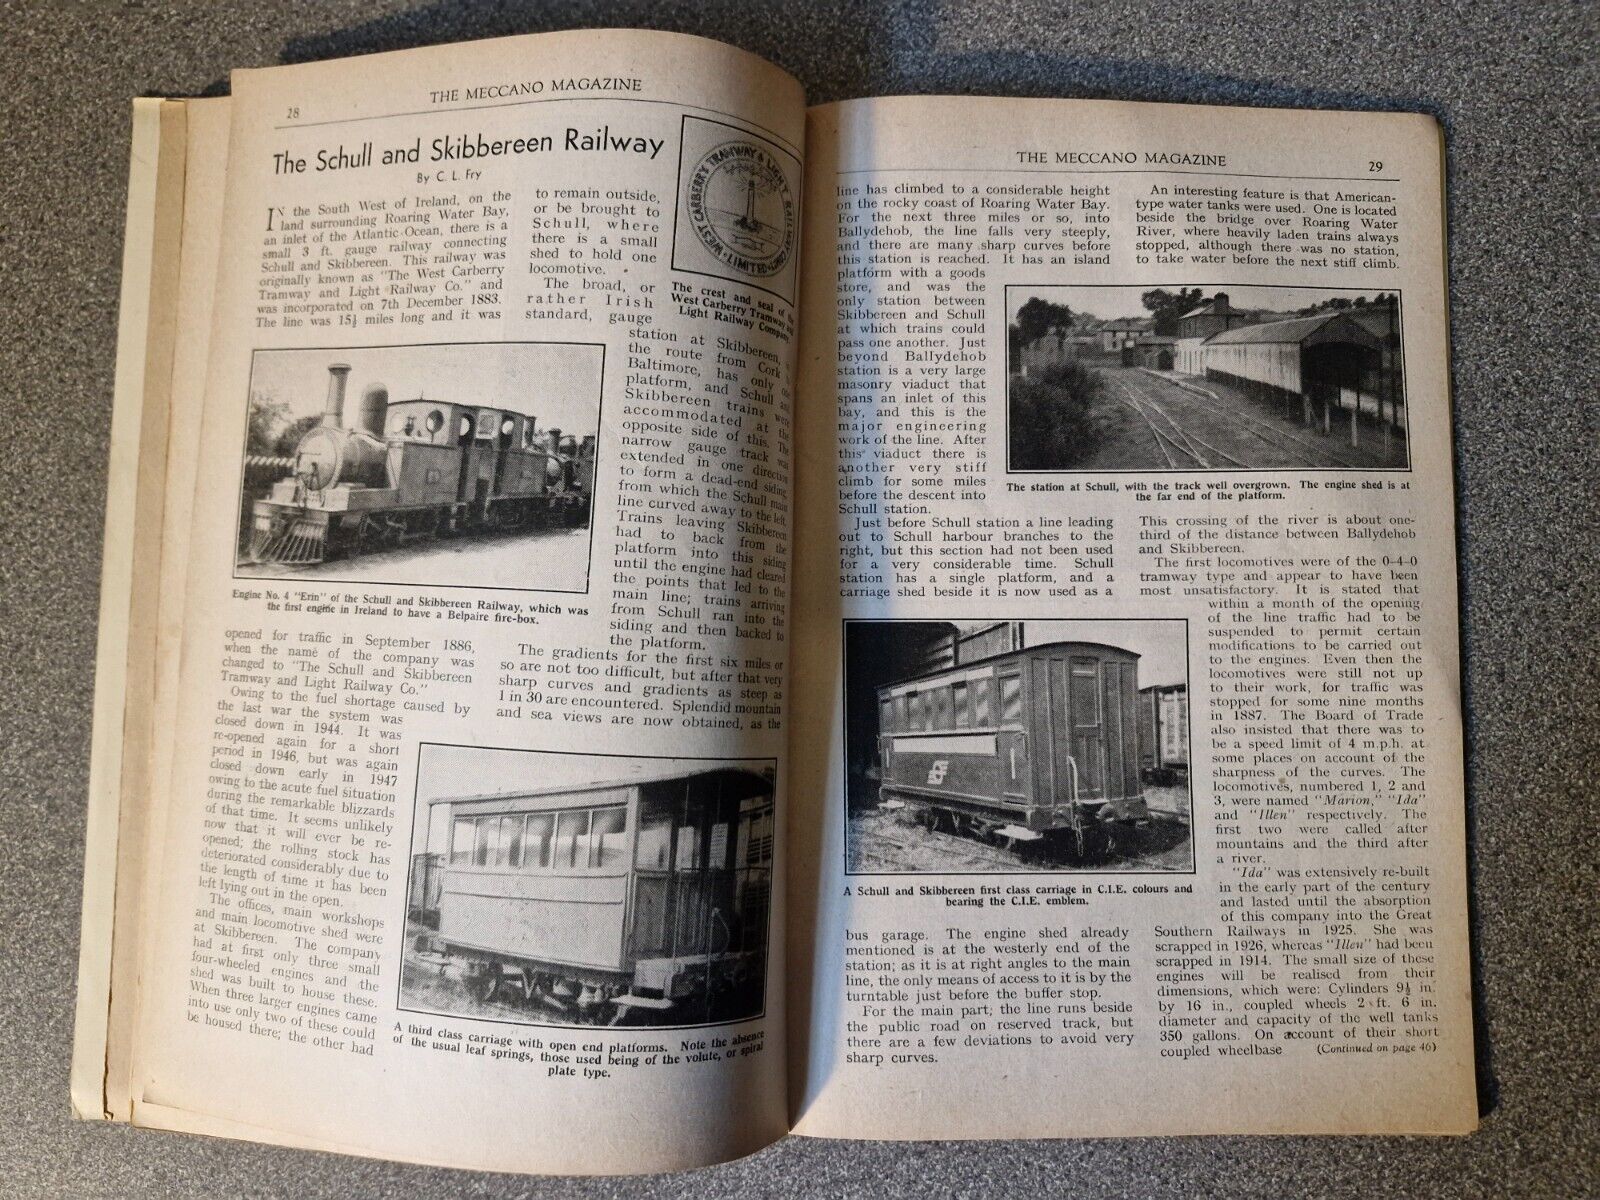 28
THE MECCANO MAGAZINE
The Schull and Skibbereen Railway
By C. L. Fry
IN the South West of Ireland, on the
land surrounding Roaring Water Bay,
an inlet of the Atlantic Ocean, there is a
small 3 ft. gauge railway connecting
Schull and Skibbereen. This railway was
originally known as "The West Carberry
Tramway and Light Railway Co." and
was incorporated on 7th December 1883.
The line was 15½ miles long and it was
Engine No. 4 "Erin" of the Schull and Skibbereen Railway, which was
the first engine in Ireland to have a Belpaire fire-box.
opened for traffic in September 1886,
when the name of the company was
changed to "The Schull and Skibbereen
Tramway and Light Railway Co."
Owing to the fuel shortage caused by
the last war the system was
closed down in 1944. It was
re-opened again for a short
period in 1946, but was again
closed down early in 1947
owing to the acute fuel situation
during the remarkable blizzards
of that time. It seems unlikely
now that it will ever be re-
opened; the rolling stock has
deteriorated considerably due to
the length of time it has been
left lying out in the open.
The offices, main workshops
and main locomotive shed were
at Skibbereen. The company
had at first only three small
four-wheeled engines and the
shed was built to house these.
When three larger engines came
into use only two of these could
be housed there; the other had
to remain outside,
or be brought to
Schull, where
there is a small
shed to hold one
locomotive.
The broad, or
rather Irish
standard, gauge
WEST CARBERRY TRAMWAY & LIGHT RAILWAY COMPY
LIMITED
The crest and seal of the
West Carberry Tramway and
Light Railway Company.
station at Skibbereen, on
the route from Cork to
Baltimore, has only one
platform, and Schull and
Skibbereen trains were
accommodated at the
opposite side of this. The
narrow gauge track was
extended in one direction
to form a dead-end siding,
from which the Schull main
line curved away to the left.
Trains leaving Skibbereen
had to back from the
platform into this siding
until the engine had cleared
the points that led to the
main line; trains arriving
from Schull ran into the
siding and then backed to
the platform.
The gradients for the first six miles or
so are not too difficult, but after that very
sharp curves and gradients as steep as
1 in 30 are encountered. Splendid mountain
and sea views are now obtained, as the
A third class carriage with open end platforms. Note the absence
of the usual leaf springs, those used being of the volute, or spiral
plate type.
THE MECCANO MAGAZINE
29
line has climbed to a considerable height
on the rocky coast of Roaring Water Bay.
For the next three miles or so, into
Ballydehob, the line falls very steeply,
and there are many sharp curves before
this station is reached. It has an island
platform with a goods
store, and was the
only station between
Skibbereen and Schull
at which trains could
pass one another. Just
beyond Ballydehob
station is a very large
masonry viaduct that
spans an inlet of this
bay, and this is the
major engineering
work of the line. After
this viaduct there is
another very stiff
climb for some miles
before the descent into
Schull station.
Just before Schull station a line leading
out to Schull harbour branches to the
right, but this section had not been used
for a very considerable time. Schull
station has a single platform, and a
carriage shed beside it is now used as a
A Schull and Skibbereen first class carriage in C.I.E. colours and
bearing the C.I.E. emblem.
bus garage. The engine shed already
mentioned is at the westerly end of the
station; as it is at right angles to the main
line, the only means of access to it is by the
turntable just before the buffer stop.
For the main part; the line runs beside
the public road on reserved track, but
there are a few deviations to avoid very
sharp curves.
An interesting feature is that American-
type water tanks were used. One is located
beside the bridge over Roaring Water
River, where heavily laden trains always
stopped, although there was no station,
to take water before the next stiff climb.
The station at Schull, with the track well overgrown. The engine shed is at
the far end of the platform.
This crossing of the river is about one-
third of the distance between Ballydehob
and Skibbereen.
The first locomotives were of the 0-4-0
tramway type and appear to have been
most unsatisfactory. It is stated that
within a month of the opening
of the line traffic had to be
suspended to permit certain
modifications to be carried out
to the engines. Even then the
locomotives were still not up
to their work, for traffic was
stopped for some nine months
in 1887. The Board of Trade
also insisted that there was to
be a speed limit of 4 m.p.h. at
some places on account of the
sharpness of the curves. The
locomotives, numbered 1, 2 and
3, were named "Marion," "Ida"
and "Illen" respectively. The
first two were called after
mountains and the third after
a river.
"Ida" was extensively re-built
in the early part of the century
and lasted until the absorption
of this company into the Great
Southern Railways in 1925. She was
scrapped in 1926, whereas "Illen" had been
scrapped in 1914. The small size of these
engines will be realised from their
dimensions, which were: Cylinders 9½ in.
by 16 in., coupled wheels 2 ft. 6 in.
diameter and capacity of the well tanks
350 gallons. On account of their short
coupled wheelbase (Continued on page 46)